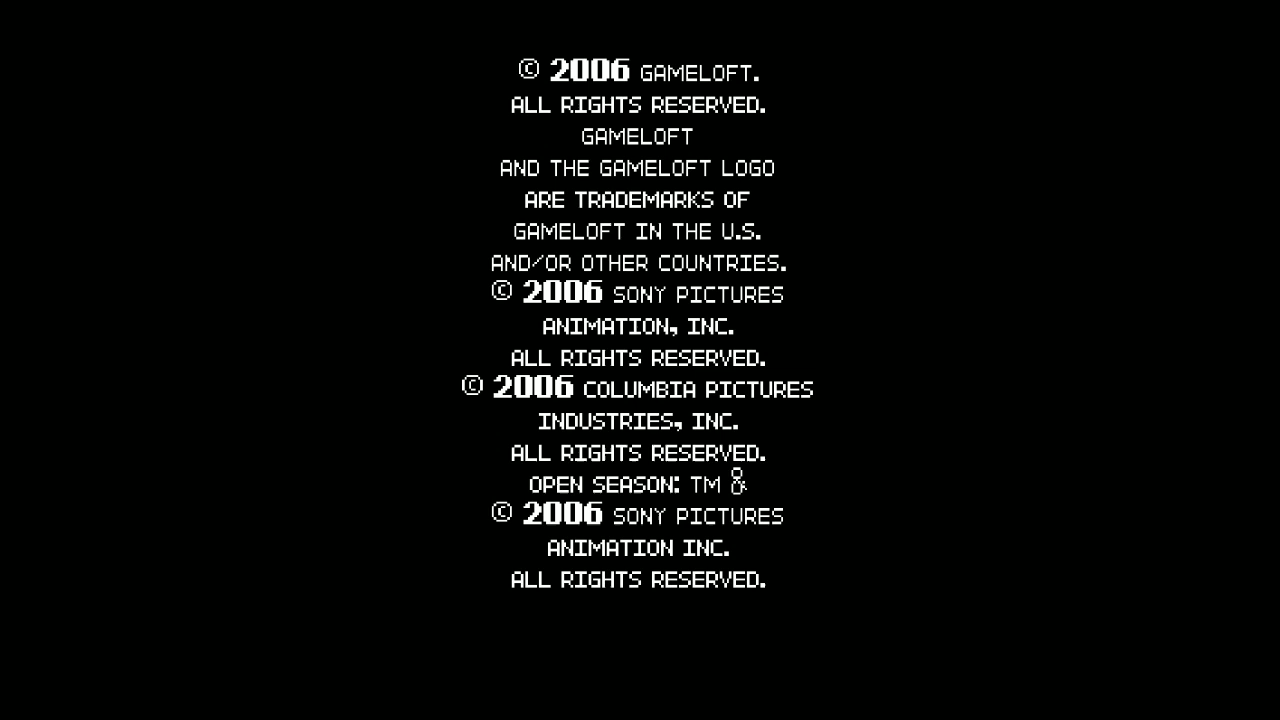 © 2006 GAMELOFT.
ALL RIGHTS RESERVED.
GAMELOFT
AND THE GAMELOFT LOGO
ARE TRADEMARKS OF
GAMELOFT IN THE U.S.
AND/OR OTHER COUNTRIES.
© 2006 SONY PICTURES
ANIMATION, INC.
ALL RIGHTS RESERVED.
© 2006 COLUMBIA PICTURES
INDUSTRIES, INC.
ALL RIGHTS RESERVED.
OPEN SEASON: TM &
© 2006 SONY PICTURES
ANIMATION INC.
ALL RIGHTS RESERVED.